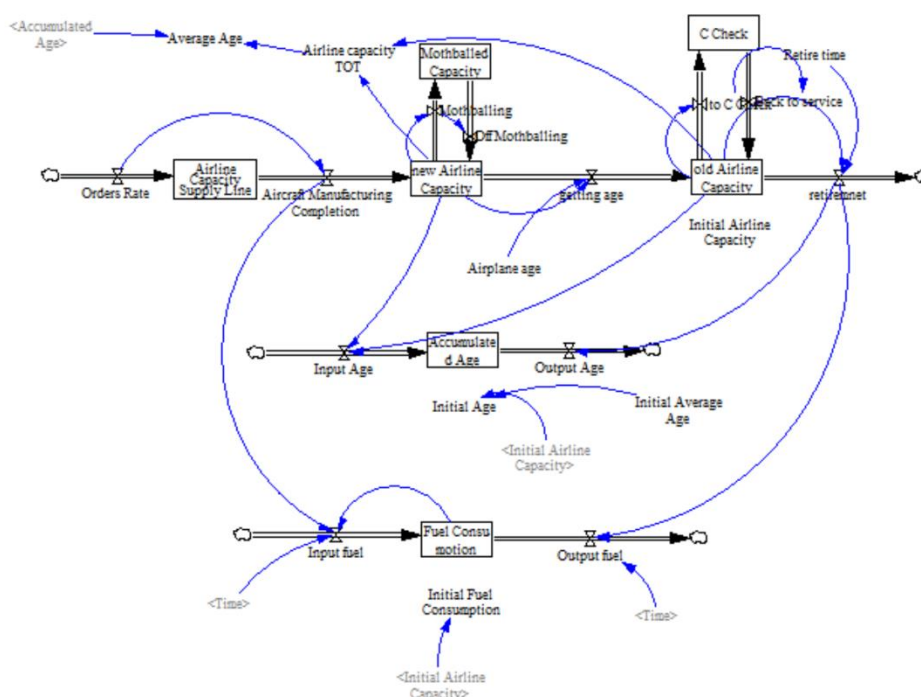 <Accumulated
Age>
Average Age
Airline capacity
TOT
Mothballed
Capacity
C Check
Retire time
Mothballing
to C Check
Back to service
Off Mothballing
Airline
Capacity
Supply Line
new Airline
Capacity
old Airline
Capacity
Orders Rate
Aircraft Manufacturing
Completion
getting age
retiremnet
Initial Airline
Capacity
Airplane age
Accumulate
d Age
Input Age
Output Age
Initial Age
Initial Average
Age
<Initial Airline
Capacity>
Fuel Consu
motion
Input fuel
Output fuel
<Time>
Initial Fuel
Consumption
<Time>
<Initial Airline
Capacity>